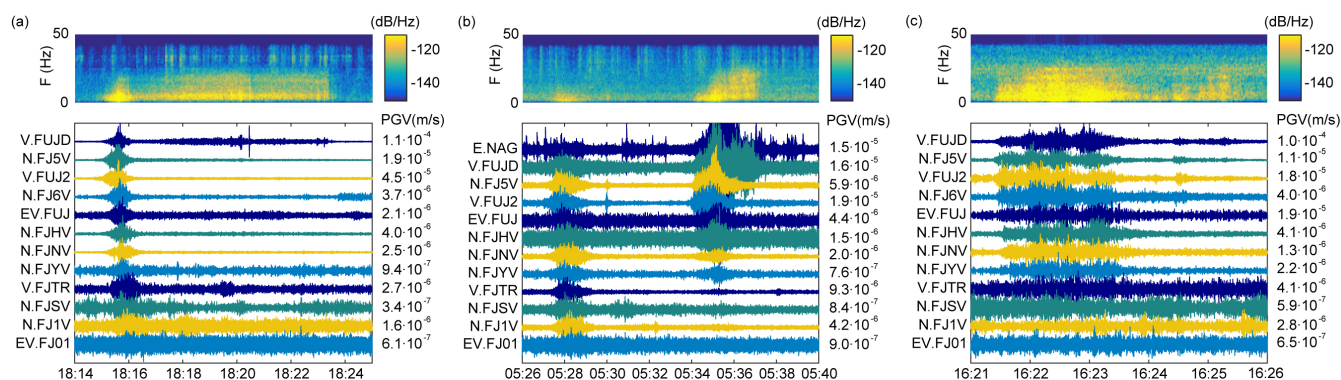 (a)
(dB/Hz)
50
F (Hz)
0
-120
-140
PGV(m/s)
V.FUJD 1.1·10-4
N.FJ5V 1.9·10-5
V.FUJ2 4.5·10-5
N.FJ6V 3.7·10-6
EV.FUJ 2.1·10-6
N.FJHV 4.0·10-6
N.FJNV 2.5·10-6
N.FJYV 9.4·10-7
V.FJTR 2.7·10-6
N.FJSV 3.4·10-7
N.FJ1V 1.6·10-6
EV.FJ01 6.1·10-7
18:14 18:16 18:18 18:20 18:22 18:24
(b)
(dB/Hz)
50
F (Hz)
0
-120
-140
PGV(m/s)
E.NAG 1.5·10-5
V.FUJD 1.6·10-5
N.FJ5V 5.9·10-6
V.FUJ2 1.9·10-5
EV.FUJ 4.4·10-6
N.FJHV 1.5·10-6
N.FJNV 2.0·10-6
N.FJYV 7.6·10-7
V.FJTR 9.3·10-6
N.FJSV 8.4·10-7
N.FJ1V 4.2·10-6
EV.FJ01 9.0·10-7
05:26 05:28 05:30 05:32 05:34 05:36 05:38 05:40
(c)
(dB/Hz)
50
F (Hz)
0
-120
-140
PGV(m/s)
V.FUJD 1.0·10-4
N.FJ5V 1.1·10-5
V.FUJ2 1.8·10-5
N.FJ6V 4.0·10-6
EV.FUJ 1.9·10-5
N.FJHV 4.1·10-6
N.FJNV 1.3·10-6
N.FJYV 2.2·10-6
V.FJTR 4.1·10-6
N.FJSV 5.9·10-7
N.FJ1V 2.8·10-6
EV.FJ01 6.5·10-7
16:21 16:22 16:23 16:24 16:25 16:26